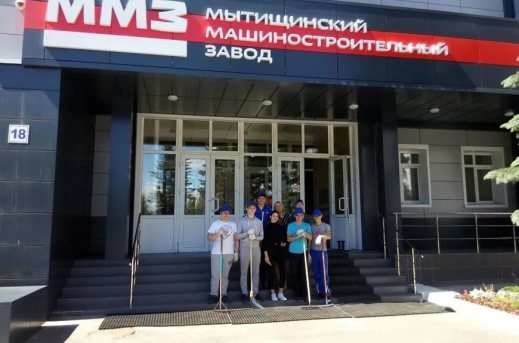 ММЗ
МЫТИЩИНСКИЙ
МАШИНОСТРОИТЕЛЬНЫЙ
ЗАВОД
18